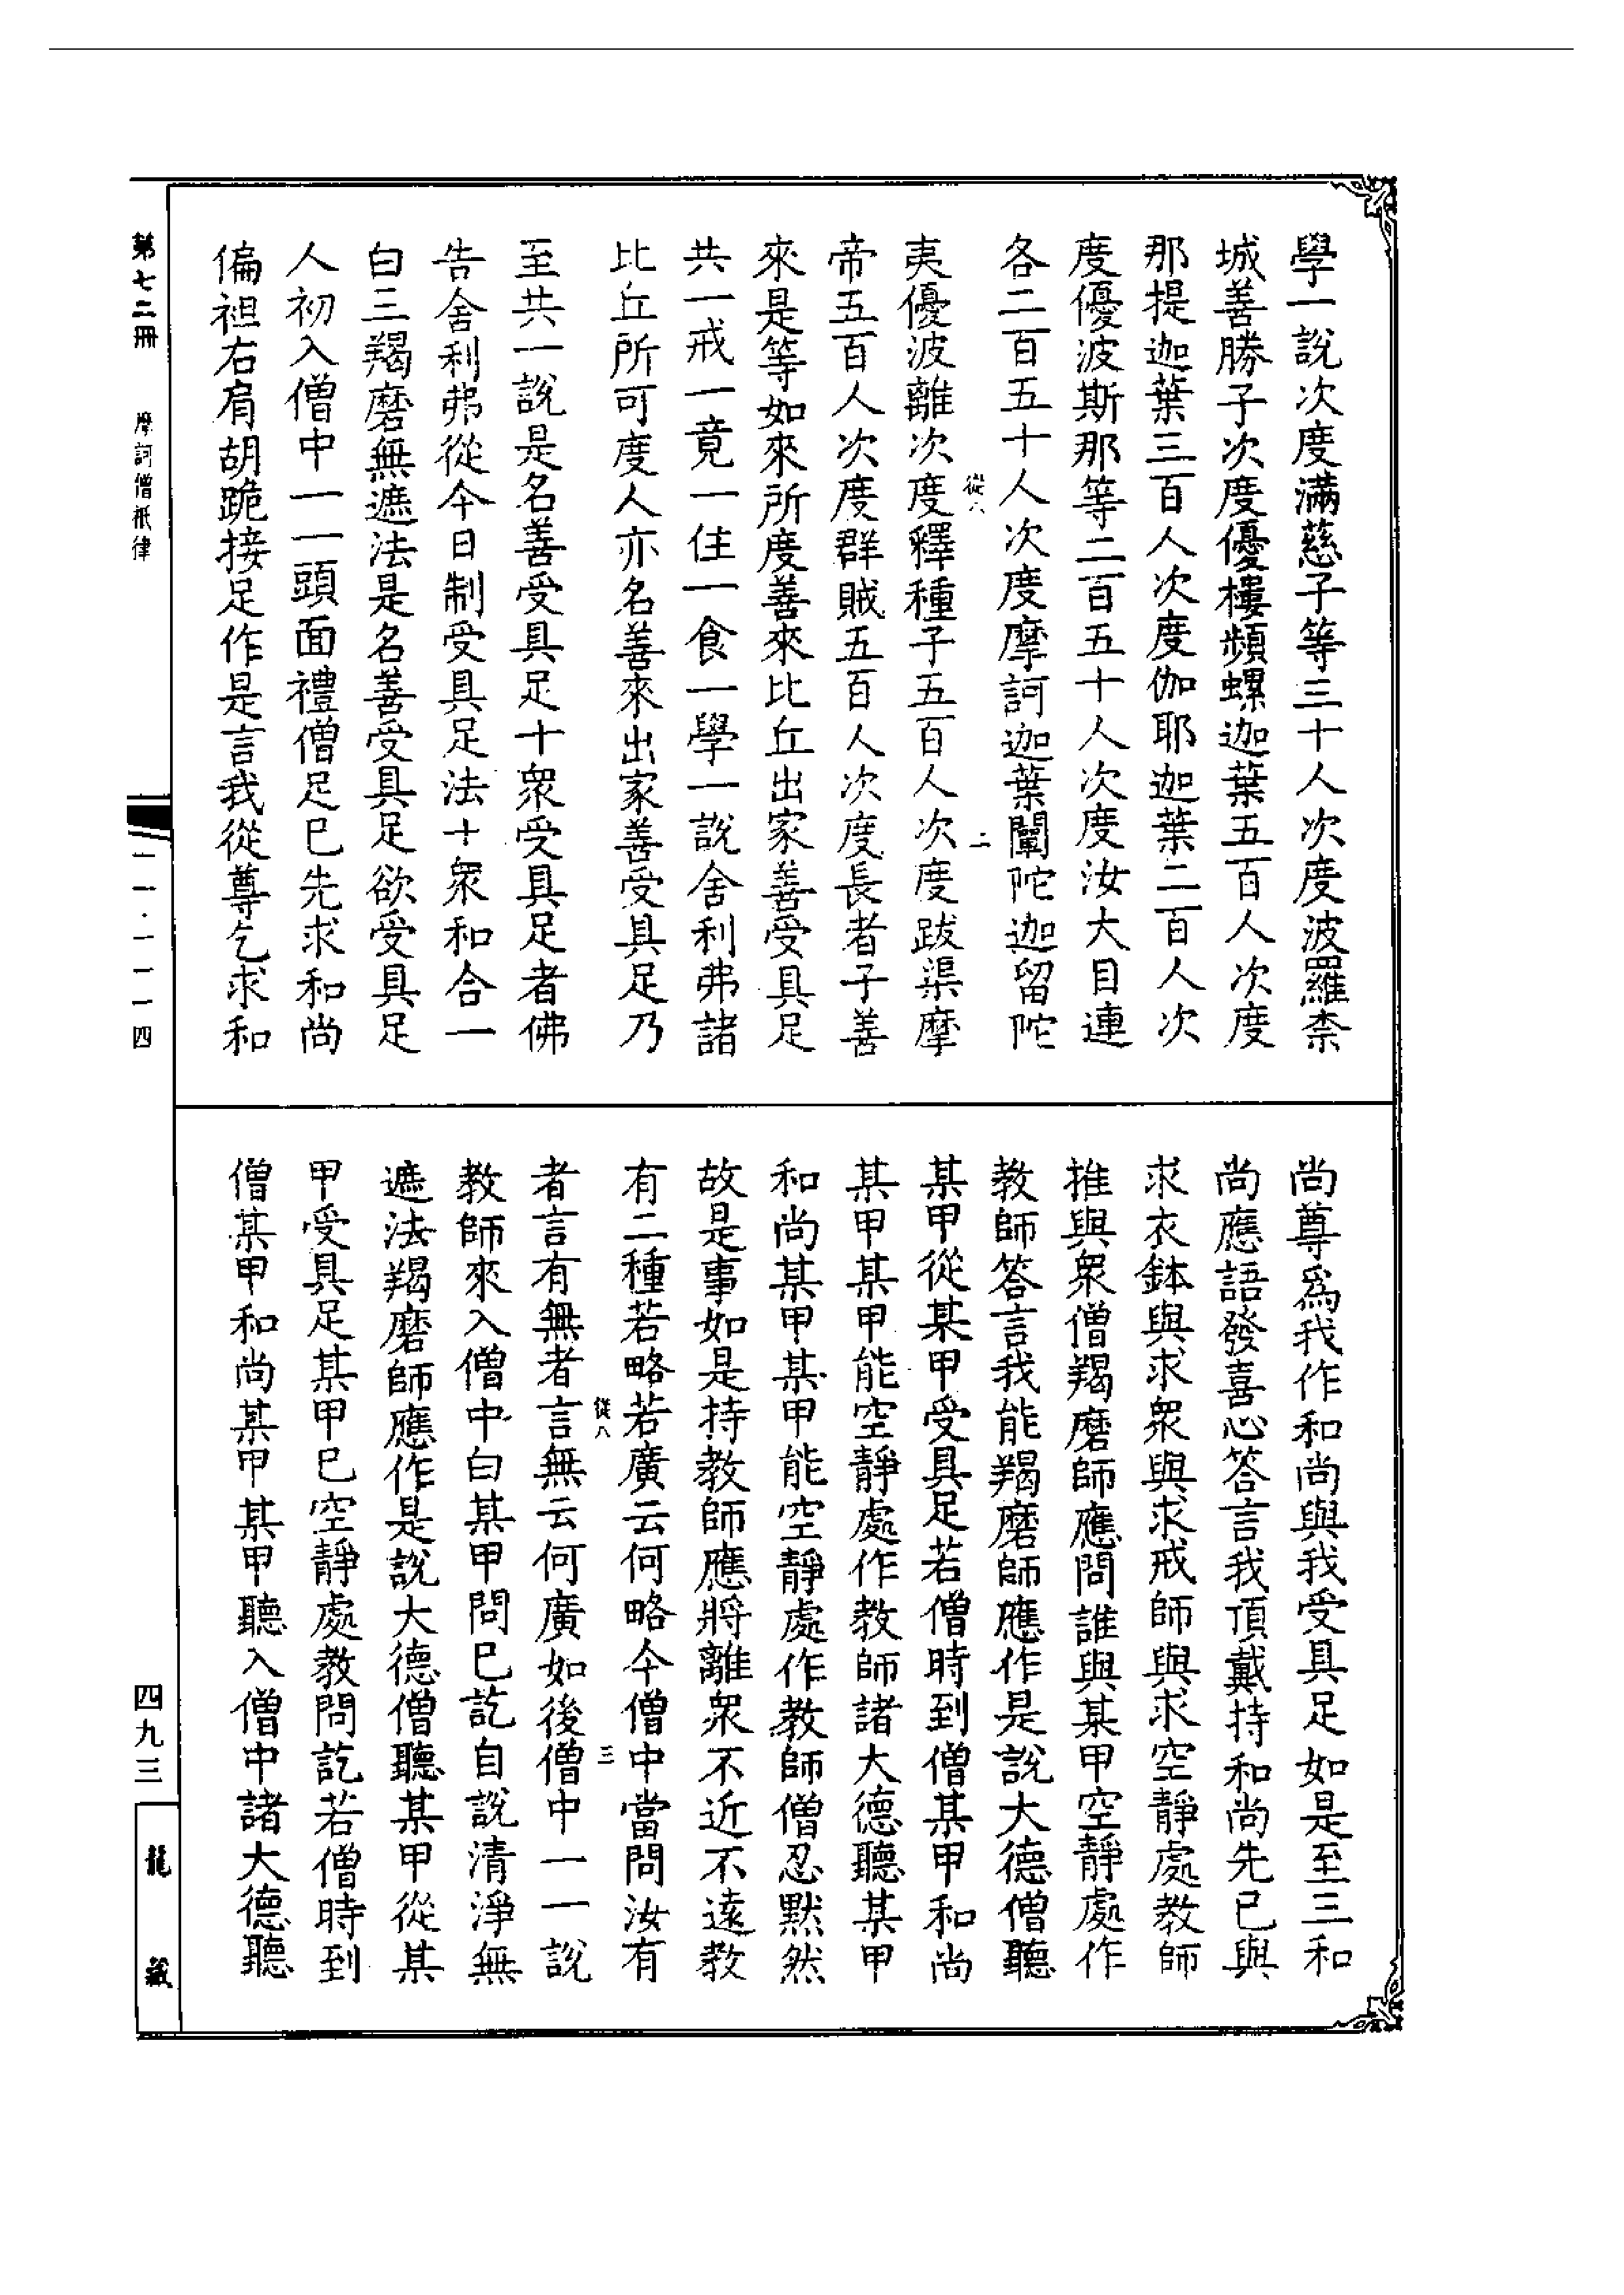 學一說次度滿慈子等三十人次度波羅柰
城善勝子次度優樓頻螺迦葉五百人次度
那提迦葉三百人次度伽耶迦葉二百人次
度優波斯那等二百五十人次度汝大目連
各二百五十人次度摩訶迦葉闡陀迦留陀
從八 二
夷優波離次度釋種子五百人次度跋渠摩
帝五百人次度群賊五百人次度長者子善
來是等如來所度善來比丘出家善受具足
共一戒一竟一住一食一學一說舍利弗諸
比丘所可度人亦名善來出家善受具足乃
至共一說是名善受具足十衆受具足者佛
告舍利弗從今日制受具足法十衆和合一
白三羯磨無遮法是名善受具足欲受具足
人初入僧中一一頭面禮僧足已先求和尚
偏袒右肩胡跪接足作是言我從尊乞求和
尚尊為我作和尚與我受具足如是至三和
尚應語發喜心答言我頂戴持和尚先已與
求衣鉢與求衆與求戒師與求空靜處教師
推與衆僧羯磨師應問誰與某甲空靜處作
教師答言我能羯磨師應作是說大德僧聽
某甲從某甲受具足若僧時到僧某甲和尚
某甲某甲能空靜處作教師諸大德聽某甲
和尚某甲某甲能空靜處作教師僧忍默然
故是事如是持教師應將離衆不近不遠教
有二種若略若廣云何略今僧中當問汝有
從八 三
者言有無者言無云何廣如後僧中一一說
教師來入僧中白某甲問已訖自說清淨無
遮法羯磨師應作是說大德僧聽某甲從某
甲受具足某甲已空靜處教問訖若僧時到
僧某甲和尚某甲某甲聽入僧中諸大德聽
第七二冊 摩訶僧祇律
一一·一一一四
四九三
龍藏